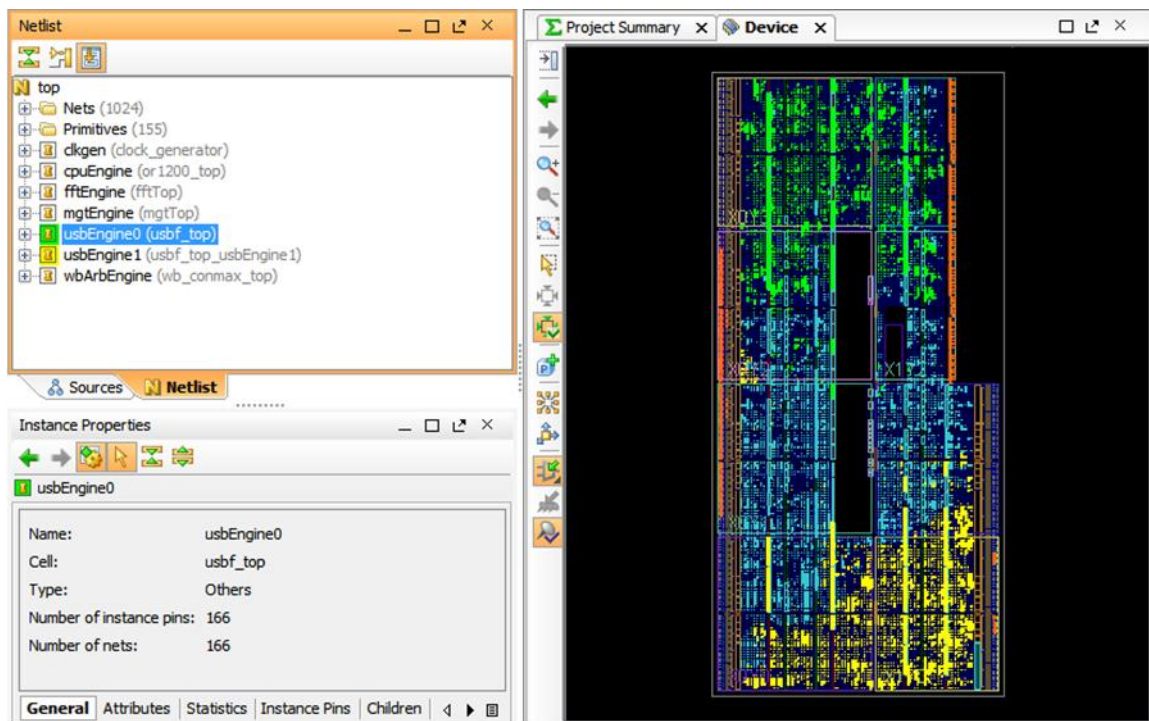 Netlist
top
Nets (1024)
Primitives (155)
clkgen (clock_generator)
cpuEngine (or1200_top)
fftEngine (fftTop)
mgtEngine (mgtTop)
usbEngine0 (usbf_top)
usbEngine1 (usbf_top_usbEngine1)
wbArbEngine (wb_conmax_top)
Sources Netlist
Instance Properties
usbEngine0
Name: usbEngine0
Cell: usbf_top
Type: Others
Number of instance pins: 166
Number of nets: 166
General Attributes Statistics Instance Pins Children
Project Summary Device